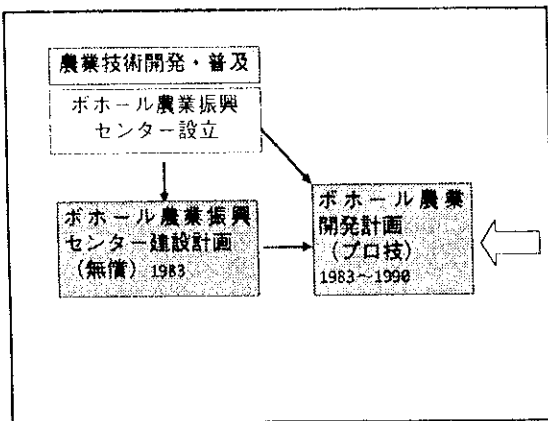 農業技術開発・普及
ボホール農業振興
センター設立
ボホール農業振興
センター建設計画
（無償）1983
ボホール農業
開発計画
（プロ技）
1983～1990